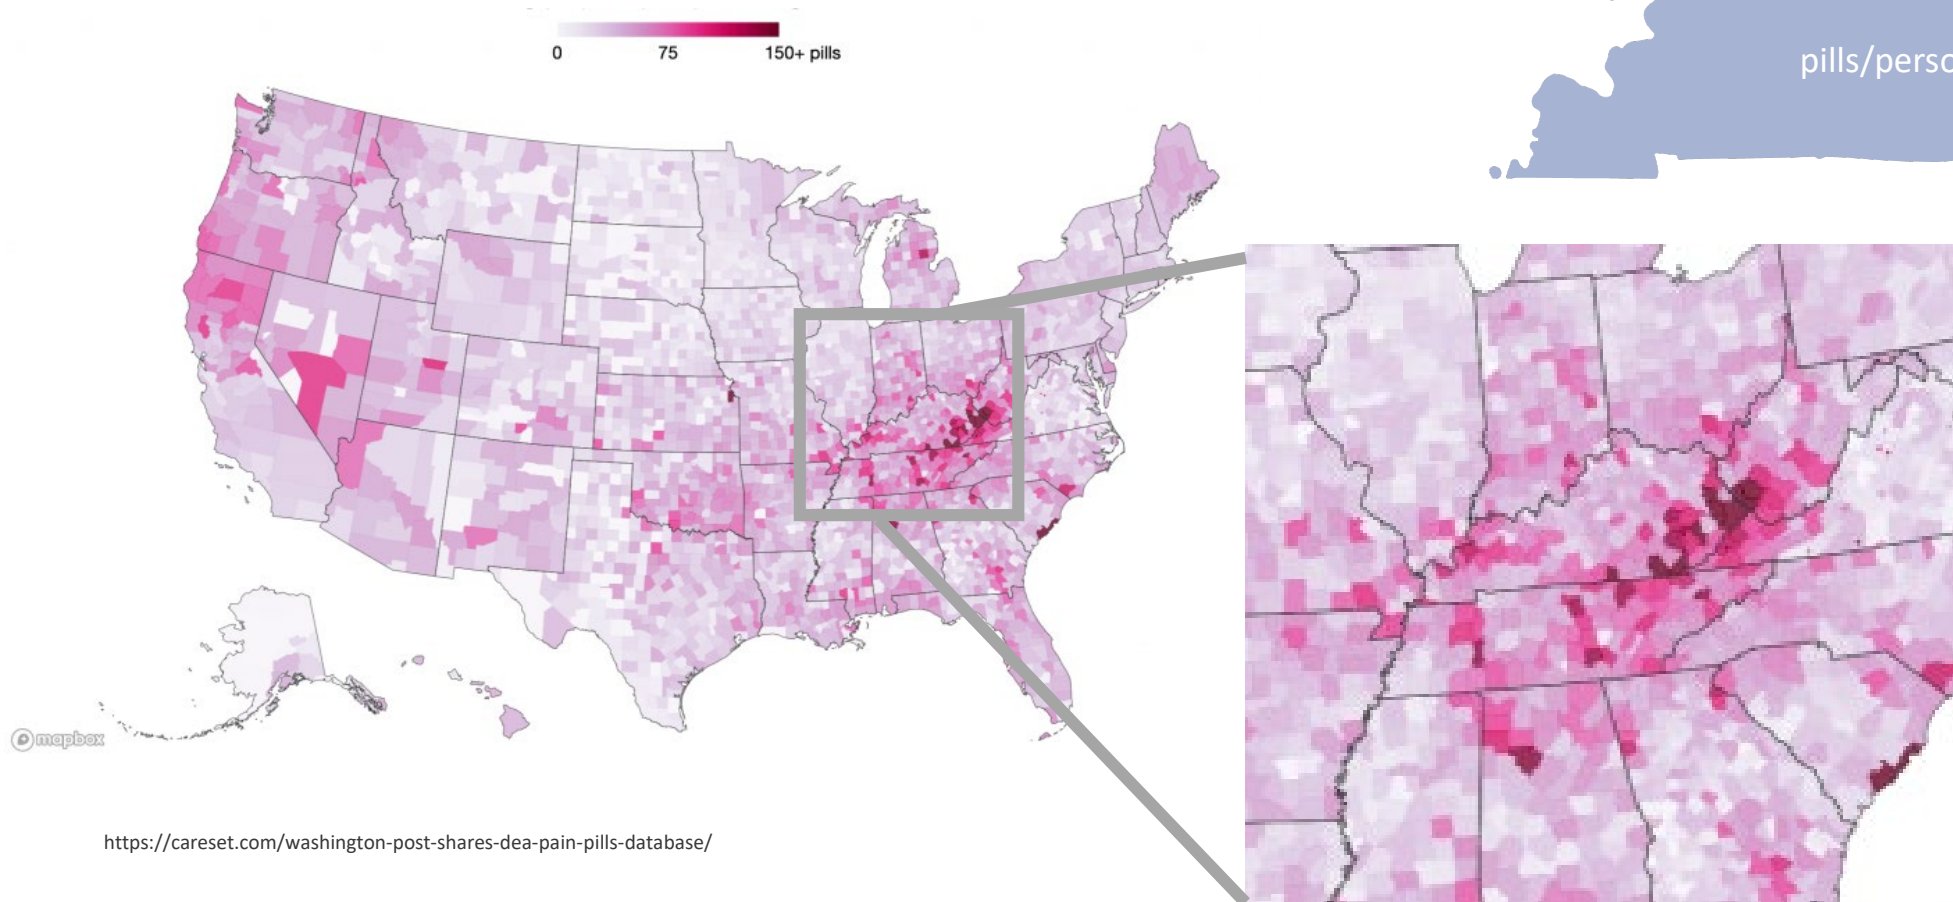 0 75 150+ pills
pills/perso
mapbox
https://careset.com/washington-post-shares-dea-pain-pills-database/